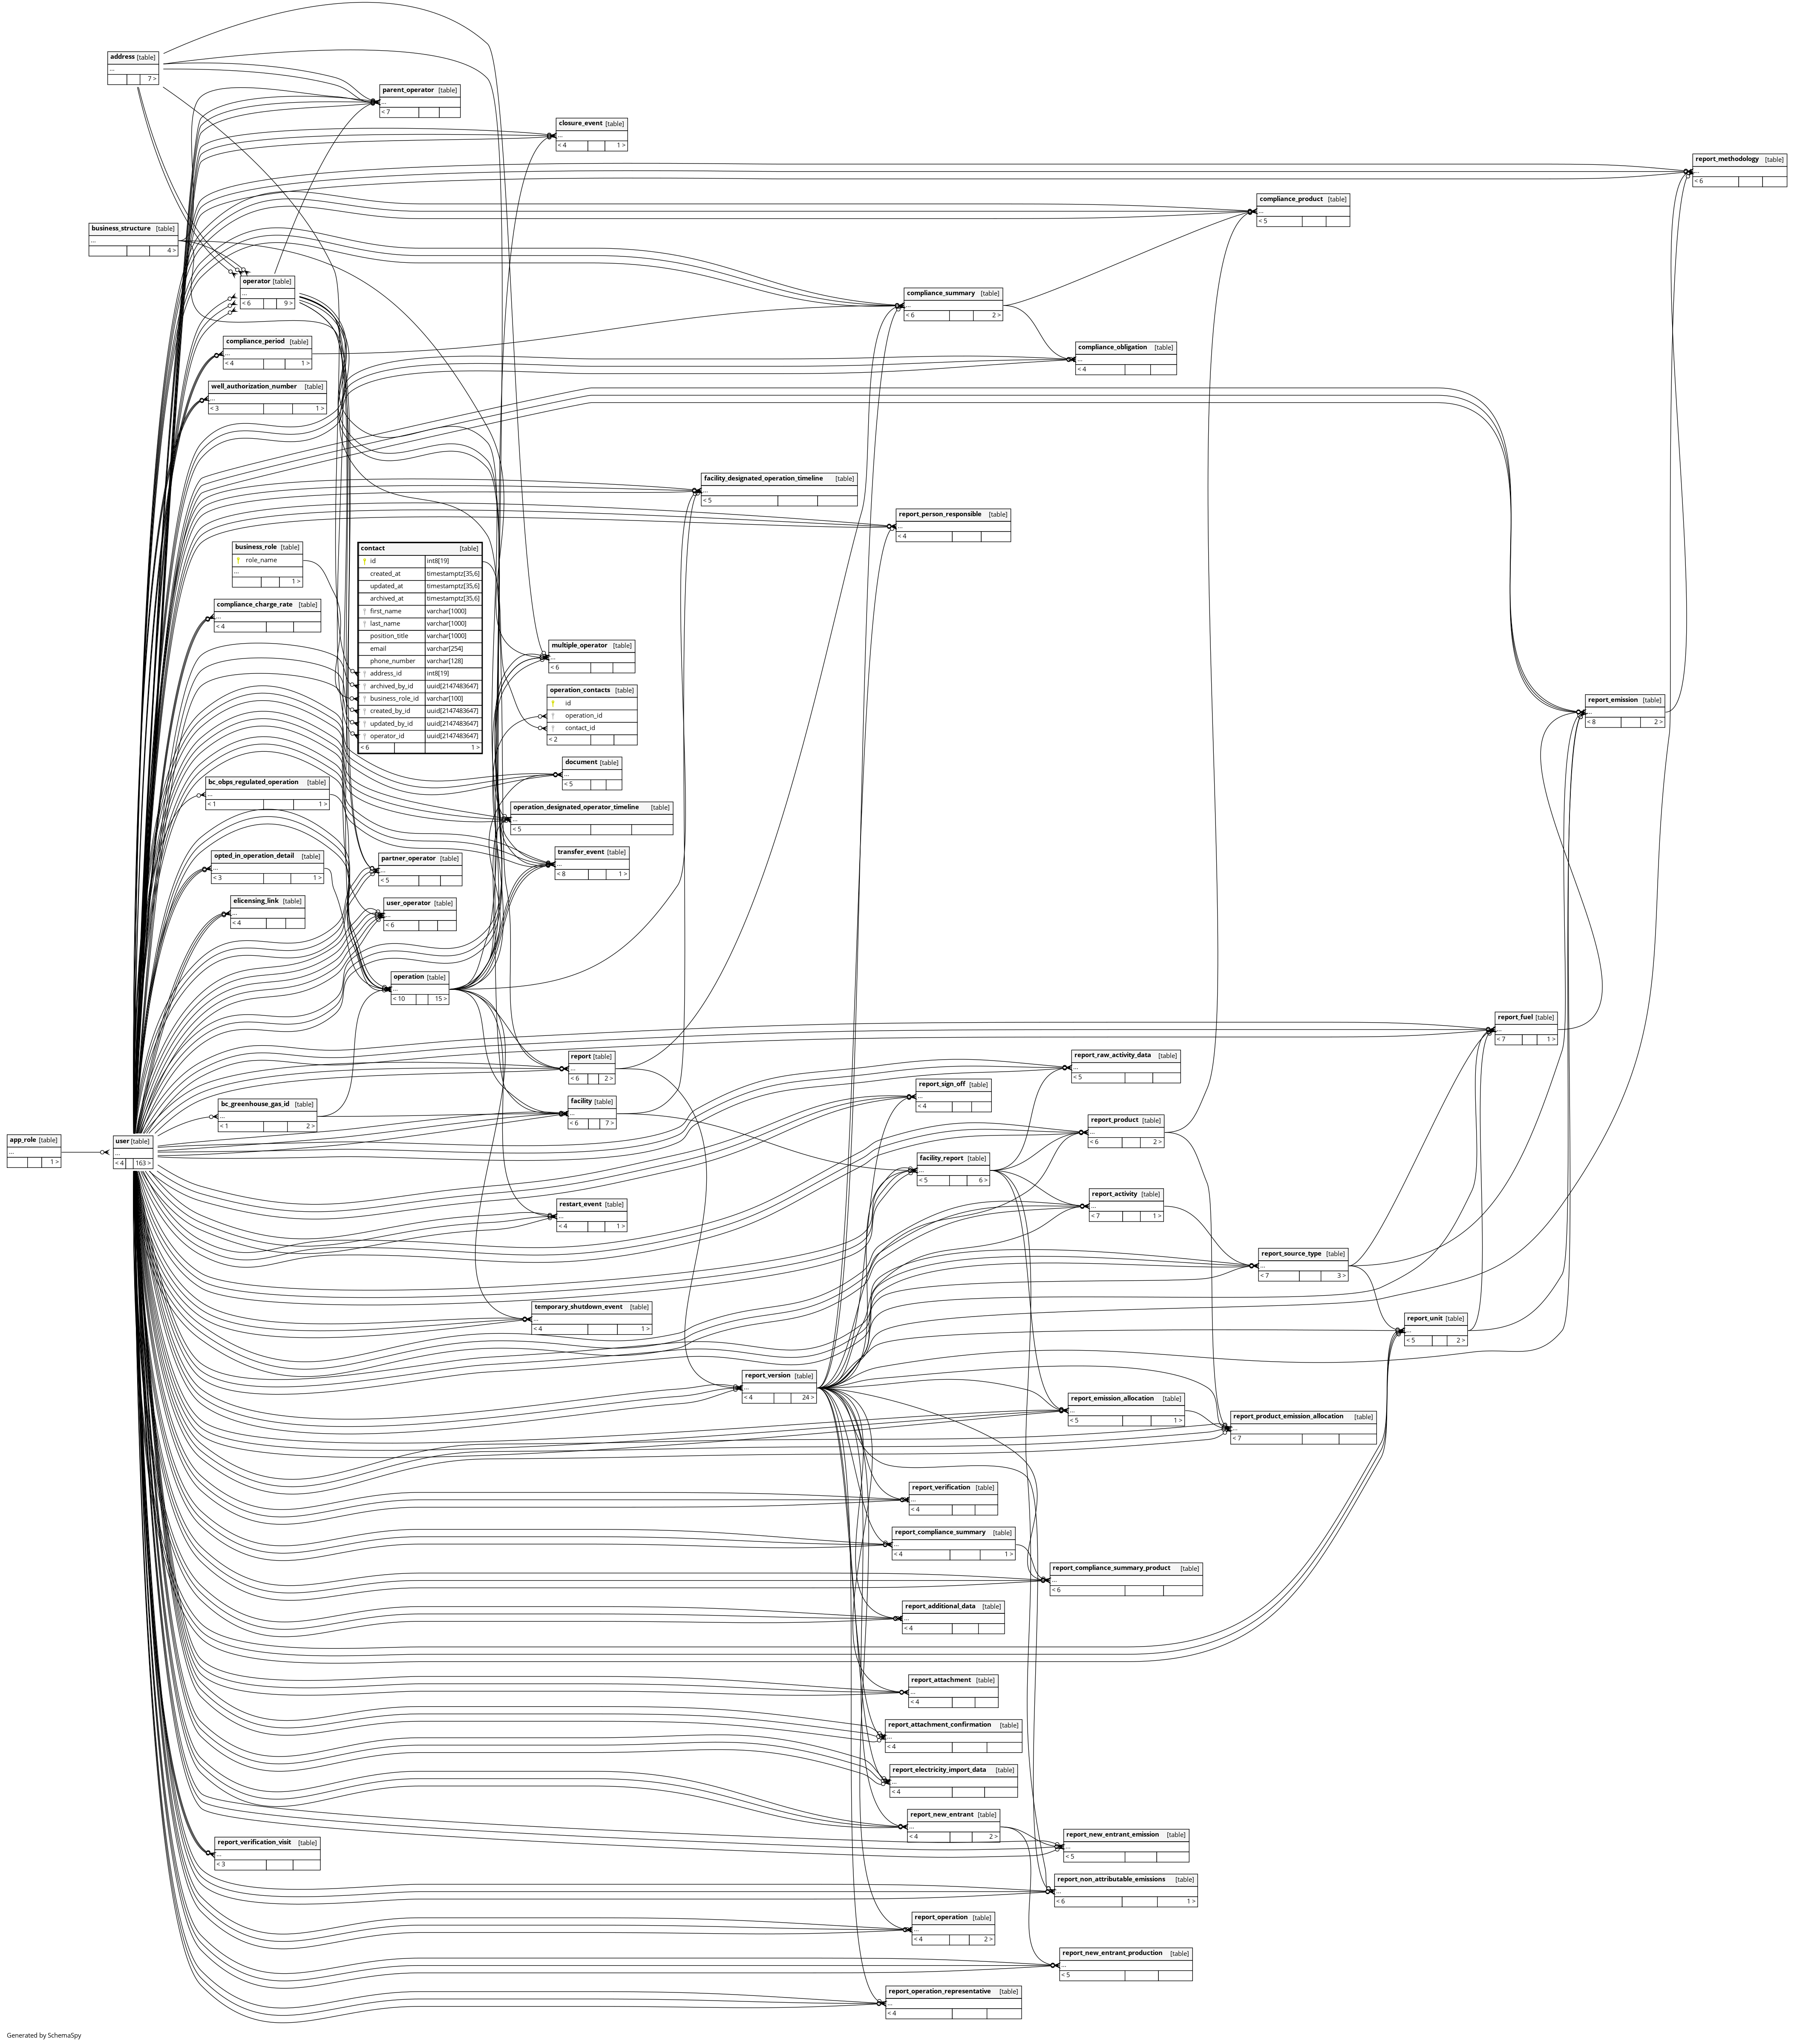 address [table]
...
7 >
parent_operator [table]
...
< 7
closure_event [table]
...
< 4 1 >
report_methodology [table]
...
< 6
compliance_product [table]
...
< 5
business_structure [table]
...
4 >
operator [table]
...
< 6 9 >
compliance_summary [table]
...
< 6 2 >
compliance_period [table]
...
< 4 1 >
compliance_obligation [table]
...
< 4
well_authorization_number [table]
...
< 3 1 >
facility_designated_operation_timeline [table]
...
< 5
report_person_responsible [table]
...
< 4
business_role [table]
role_name
...
1 >
contact [table]
id int8[19]
created_at timestamptz[35,6]
updated_at timestamptz[35,6]
archived_at timestamptz[35,6]
first_name varchar[1000]
last_name varchar[1000]
position_title varchar[1000]
email varchar[254]
phone_number varchar[128]
address_id int8[19]
archived_by_id uuid[2147483647]
business_role_id varchar[100]
created_by_id uuid[2147483647]
updated_by_id uuid[2147483647]
operator_id uuid[2147483647]
< 6 1 >
compliance_charge_rate [table]
...
< 4
multiple_operator [table]
...
< 6
operation_contacts [table]
id
operation_id
contact_id
< 2
report_emission [table]
...
< 8 2 >
document [table]
...
< 5
bc_obps_regulated_operation [table]
...
< 1 1 >
operation_designated_operator_timeline [table]
...
< 5
opted_in_operation_detail [table]
...
< 3 1 >
partner_operator [table]
...
< 5
transfer_event [table]
...
< 8 1 >
elicensing_link [table]
...
< 4
user_operator [table]
...
< 6
operation [table]
...
< 10 15 >
report_fuel [table]
...
< 7 1 >
report [table]
...
< 6 2 >
report_raw_activity_data [table]
...
< 5
report_sign_off [table]
...
< 4
bc_greenhouse_gas_id [table]
...
< 1 2 >
facility [table]
...
< 6 7 >
report_product [table]
...
< 6 2 >
app_role [table]
...
1 >
user [table]
...
< 4 163 >
facility_report [table]
...
< 5 6 >
report_activity [table]
...
< 7 1 >
restart_event [table]
...
< 4 1 >
report_source_type [table]
...
< 7 3 >
temporary_shutdown_event [table]
...
< 4 1 >
report_unit [table]
...
< 5 2 >
report_version [table]
...
< 4 24 >
report_emission_allocation [table]
...
< 5 1 >
report_product_emission_allocation [table]
...
< 7
report_verification [table]
...
< 4
report_compliance_summary [table]
...
< 4 1 >
report_compliance_summary_product [table]
...
< 6
report_additional_data [table]
...
< 4
report_attachment [table]
...
< 4
report_attachment_confirmation [table]
...
< 4
report_electricity_import_data [table]
...
< 4
report_new_entrant [table]
...
< 4 2 >
report_new_entrant_emission [table]
...
< 5
report_verification_visit [table]
...
< 3
report_non_attributable_emissions [table]
...
< 6 1 >
report_operation [table]
...
< 4 2 >
report_new_entrant_production [table]
...
< 5
report_operation_representative [table]
...
< 4
Generated by SchemaSpy